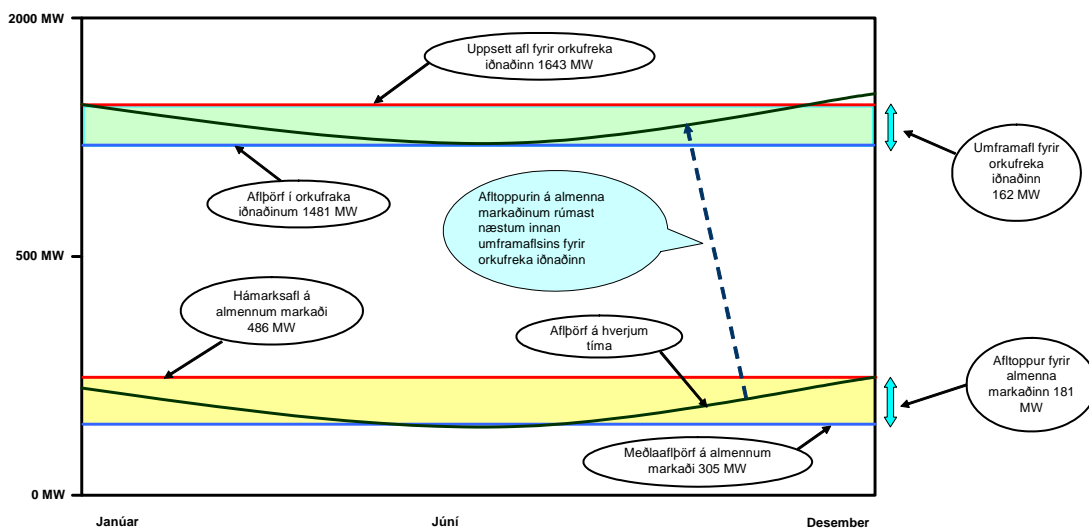 2000 MW
Uppsett afl fyrir orkufreka
iðnaðinn 1643 MW
Umframafl fyrir
orkufreka
iðnaðinn
162 MW
Aflþörf í orkufraka
iðnaðinum 1481 MW
Afltoppurin á almenna
markaðinum rúmast
næstum innan
umframaflsins fyrir
orkufreka iðnaðinn
500 MW
Hámarksafl á
almennum markaði
486 MW
Aflþörf á hverjum
tíma
Afltoppur fyrir
almenna
markaðinn 181
MW
Meðlaaflþörf á almennum
markaði 305 MW
0 MW
Janúar
Júní
Desember